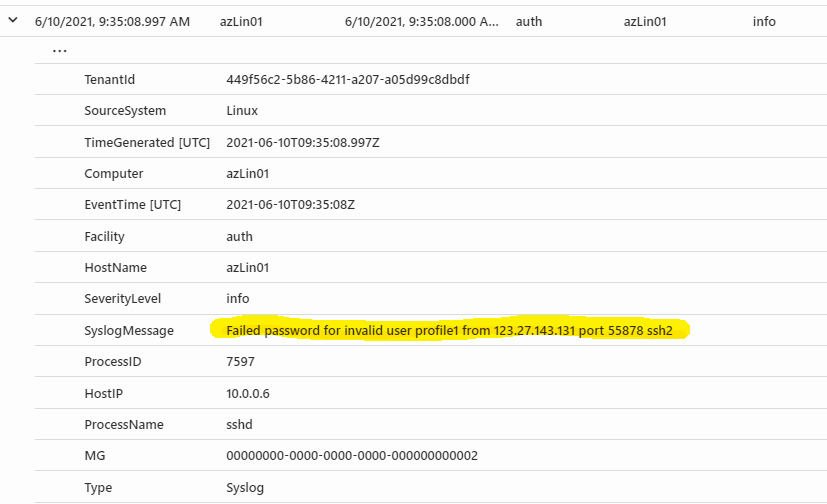 6/10/2021, 9:35:08.997 AM azLin01 6/10/2021, 9:35:08.000 A... auth azLin01 info
...
TenantId 449f56c2-5b86-4211-a207-a05d99c8dbdf
SourceSystem Linux
TimeGenerated [UTC] 2021-06-10T09:35:08.997Z
Computer azLin01
EventTime [UTC] 2021-06-10T09:35:08Z
Facility auth
HostName azLin01
SeverityLevel info
SyslogMessage Failed password for invalid user profile1 from 123.27.143.131 port 55878 ssh2
ProcessID 7597
HostIP 10.0.0.6
ProcessName sshd
MG 00000000-0000-0000-0000-000000000002
Type Syslog